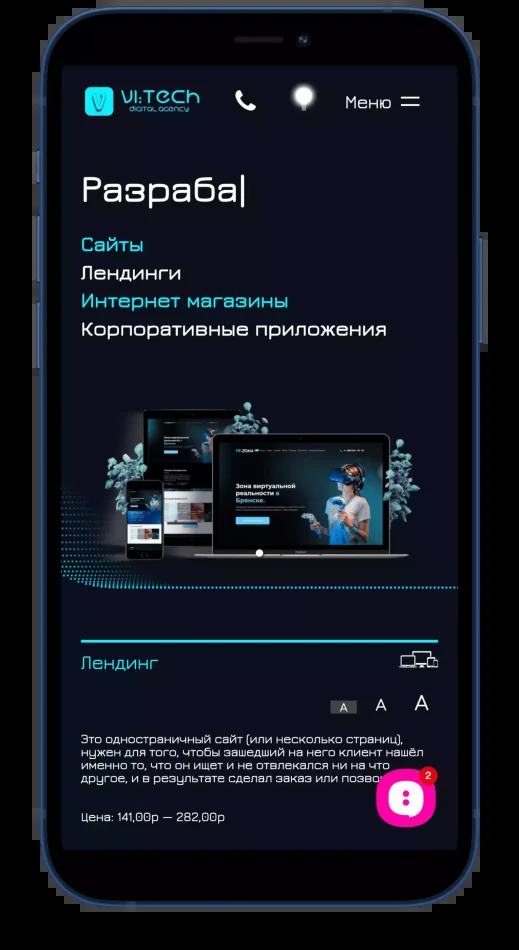 VI:TECH
DIGITAL AGENCY
Меню
Разраба
Сайты
Лендинги
Интернет магазины
Корпоративные приложения
Зона виртуальной
реальности в
Брянске.
Лендинг
A A A
Это одностраничный сайт (или несколько страниц),
нужен для того, чтобы зашедший на него клиент нашёл
именно то, что он ищет и не отвлекался ни на что
другое, и в результате сделал заказ или
2
Цена: 141,00р — 282,00р